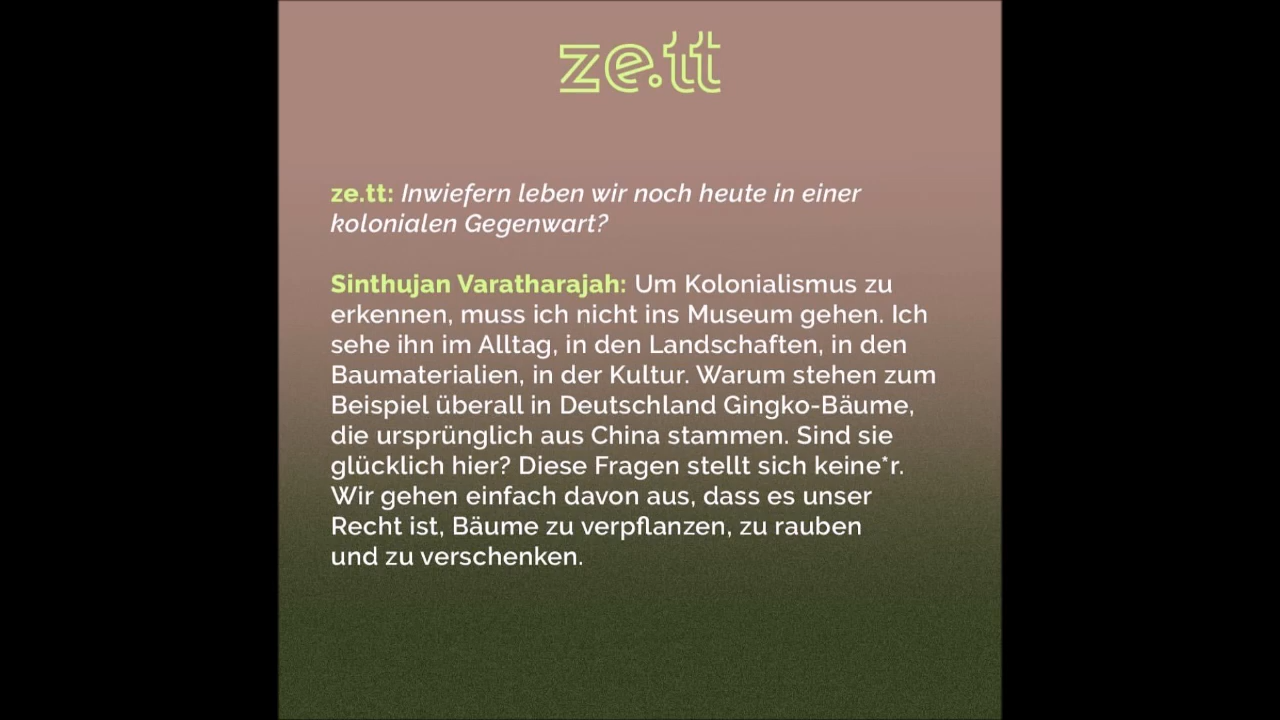 ze.tt
ze.tt: Inwiefern leben wir noch heute in einer
kolonialen Gegenwart?
Sinthujan Varatharajah: Um Kolonialismus zu
erkennen, muss ich nicht ins Museum gehen. Ich
sehe ihn im Alltag, in den Landschaften, in den
Baumaterialien, in der Kultur. Warum stehen zum
Beispiel überall in Deutschland Gingko-Bäume,
die ursprünglich aus China stammen. Sind sie
glücklich hier? Diese Fragen stellt sich keine*r.
Wir gehen einfach davon aus, dass es unser
Recht ist, Bäume zu verpflanzen, zu rauben
und zu verschenken.